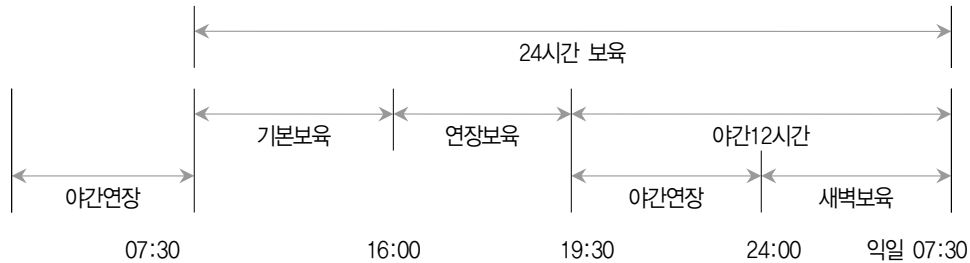 24시간 보육
기본보육 연장보육 야간12시간
야간연장 야간연장 새벽보육
07:30 16:00 19:30 24:00 익일 07:30